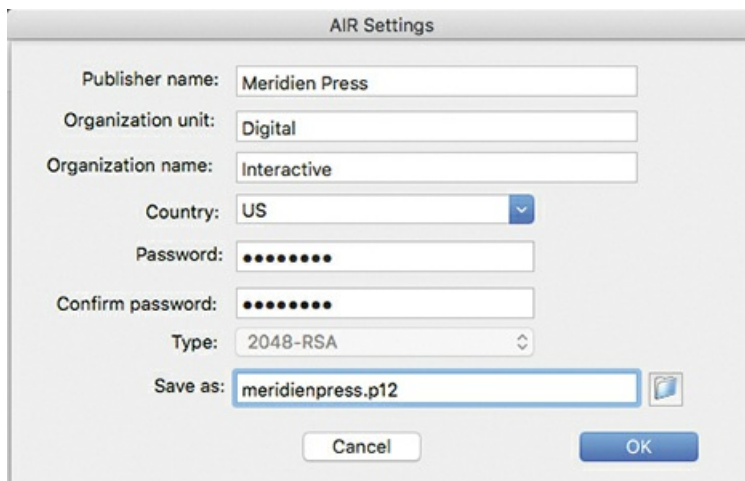 AIR Settings
Publisher name: Meridien Press
Organization unit: Digital
Organization name: Interactive
Country: US
Password: ●●●●●●●●
Confirm password: ●●●●●●●●
Type: 2048-RSA
Save as: meridienpress.p12
Cancel OK